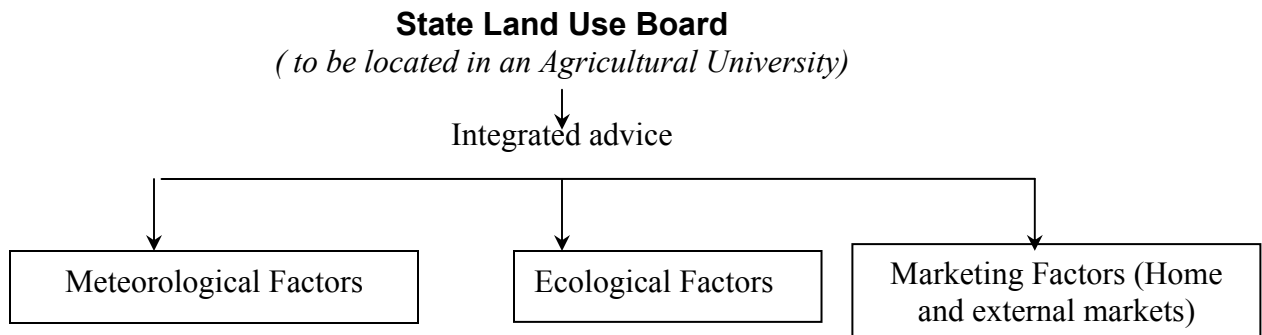 State Land Use Board
( to be located in an Agricultural University)
Integrated advice
Meteorological Factors
Ecological Factors
Marketing Factors (Home
and external markets)